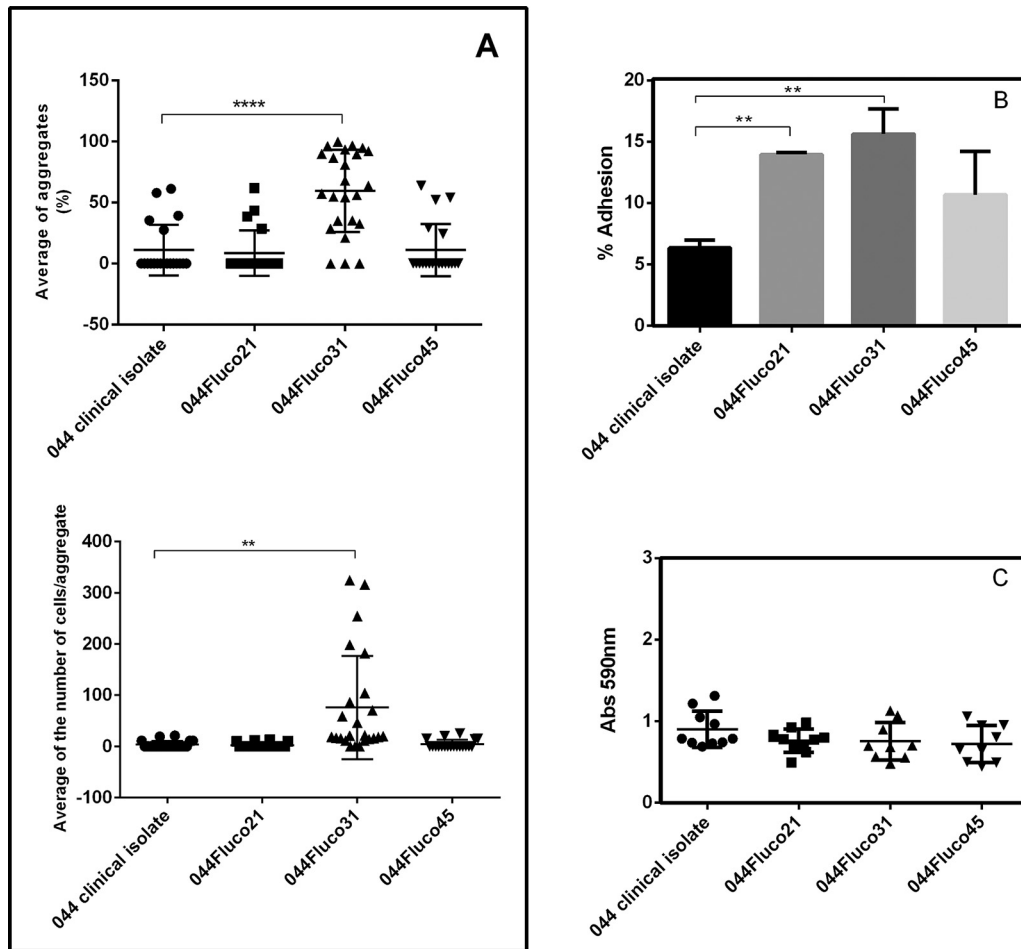 A
Average of aggregates
(%)
150
100
50
0
-50
****
044 clinical isolate
044Fluco21
044Fluco31
044Fluco45
B
% Adhesion
20
15
10
5
0
**
**
044 clinical isolate
044Fluco21
044Fluco31
044Fluco45
Average of the number of cells/aggregate
400
300
200
100
0
-100
**
044 clinical isolate
044Fluco21
044Fluco31
044Fluco45
C
Abs 590nm
3
2
1
0
044 clinical isolate
044Fluco21
044Fluco31
044Fluco45